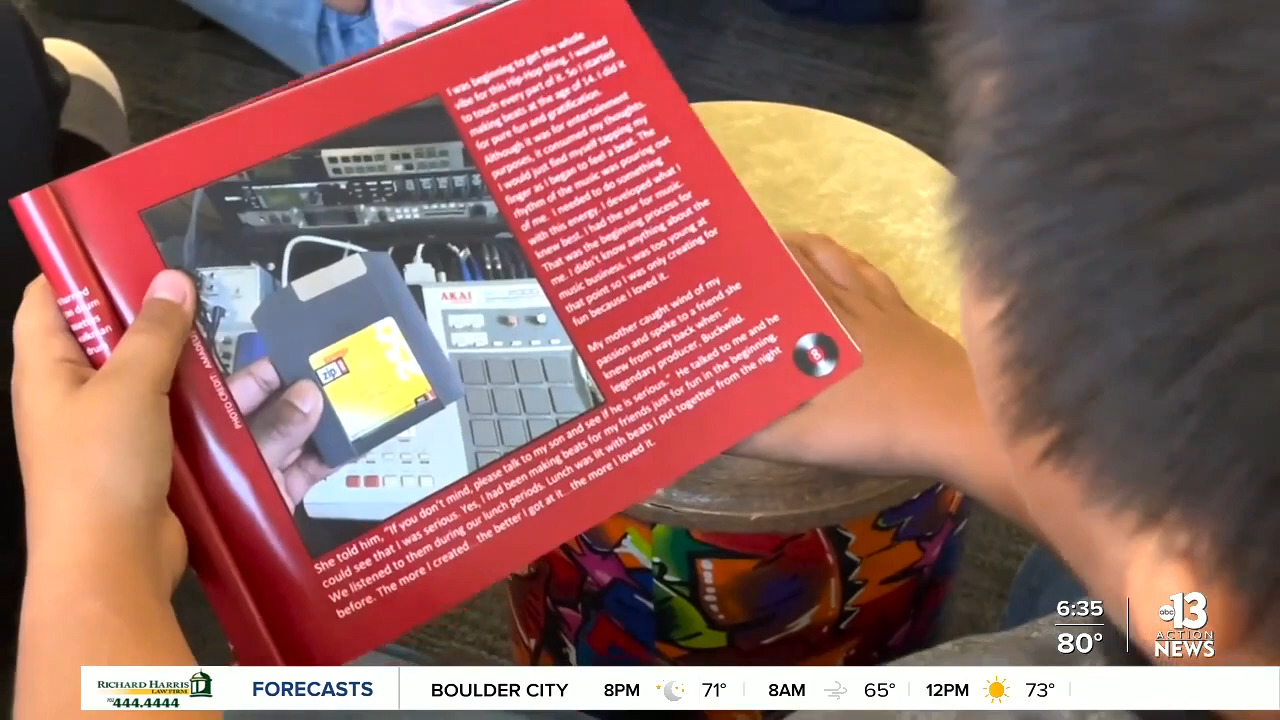 I was beginning to get the whole
vibe for this Hip-Hop thing. I wanted
to touch every part of it. So I started
making beats at the age of 14. I did it
for pure fun and gratification.
Although it was for entertainment
purposes, it consumed my thoughts.
I would just find myself tapping my
finger as I began to feel a beat. The
rhythm of the music was pouring out
of me. I needed to do something
with this energy. I developed what I
knew best. I had the ear for music.
That was the beginning process for
me. I didn't know anything about the
music business. I was too young at
that point so I was only creating for
fun because I loved it.
My mother caught wind of my
passion and spoke to a friend she
knew from way back when –
legendary producer, Buckwild.
She told him, "If you don't mind, please talk to my son and see if he is serious." He talked to me and he
could see that I was serious. Yes, I had been making beats for my friends just for fun in the beginning.
We listened to them during our lunch periods. Lunch was lit with beats I put together from the night
before. The more I created... the better I got at it...the more I loved it.
8
PHOTO CREDIT: AMADEU
AKAI
zip
6:35
80°
abc 13
ACTION
NEWS
RICHARD HARRIS
LAW FIRM
702 444.4444
FORECASTS
BOULDER CITY 8PM 71° 8AM 65° 12PM 73°